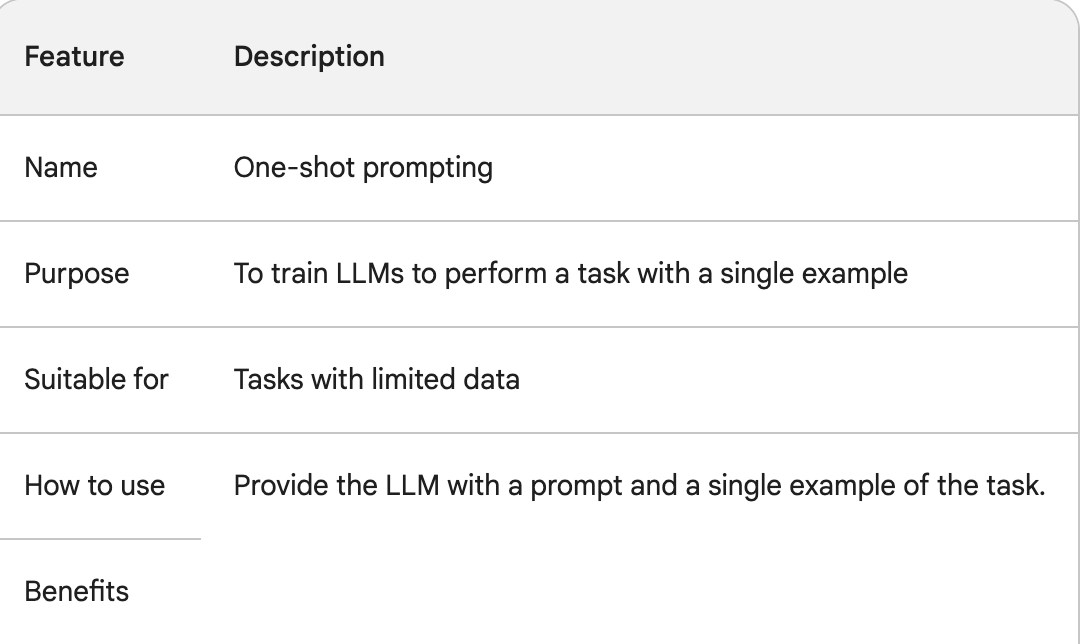 Feature Description
Name One-shot prompting
Purpose To train LLMs to perform a task with a single example
Suitable for Tasks with limited data
How to use Provide the LLM with a prompt and a single example of the task.
Benefits